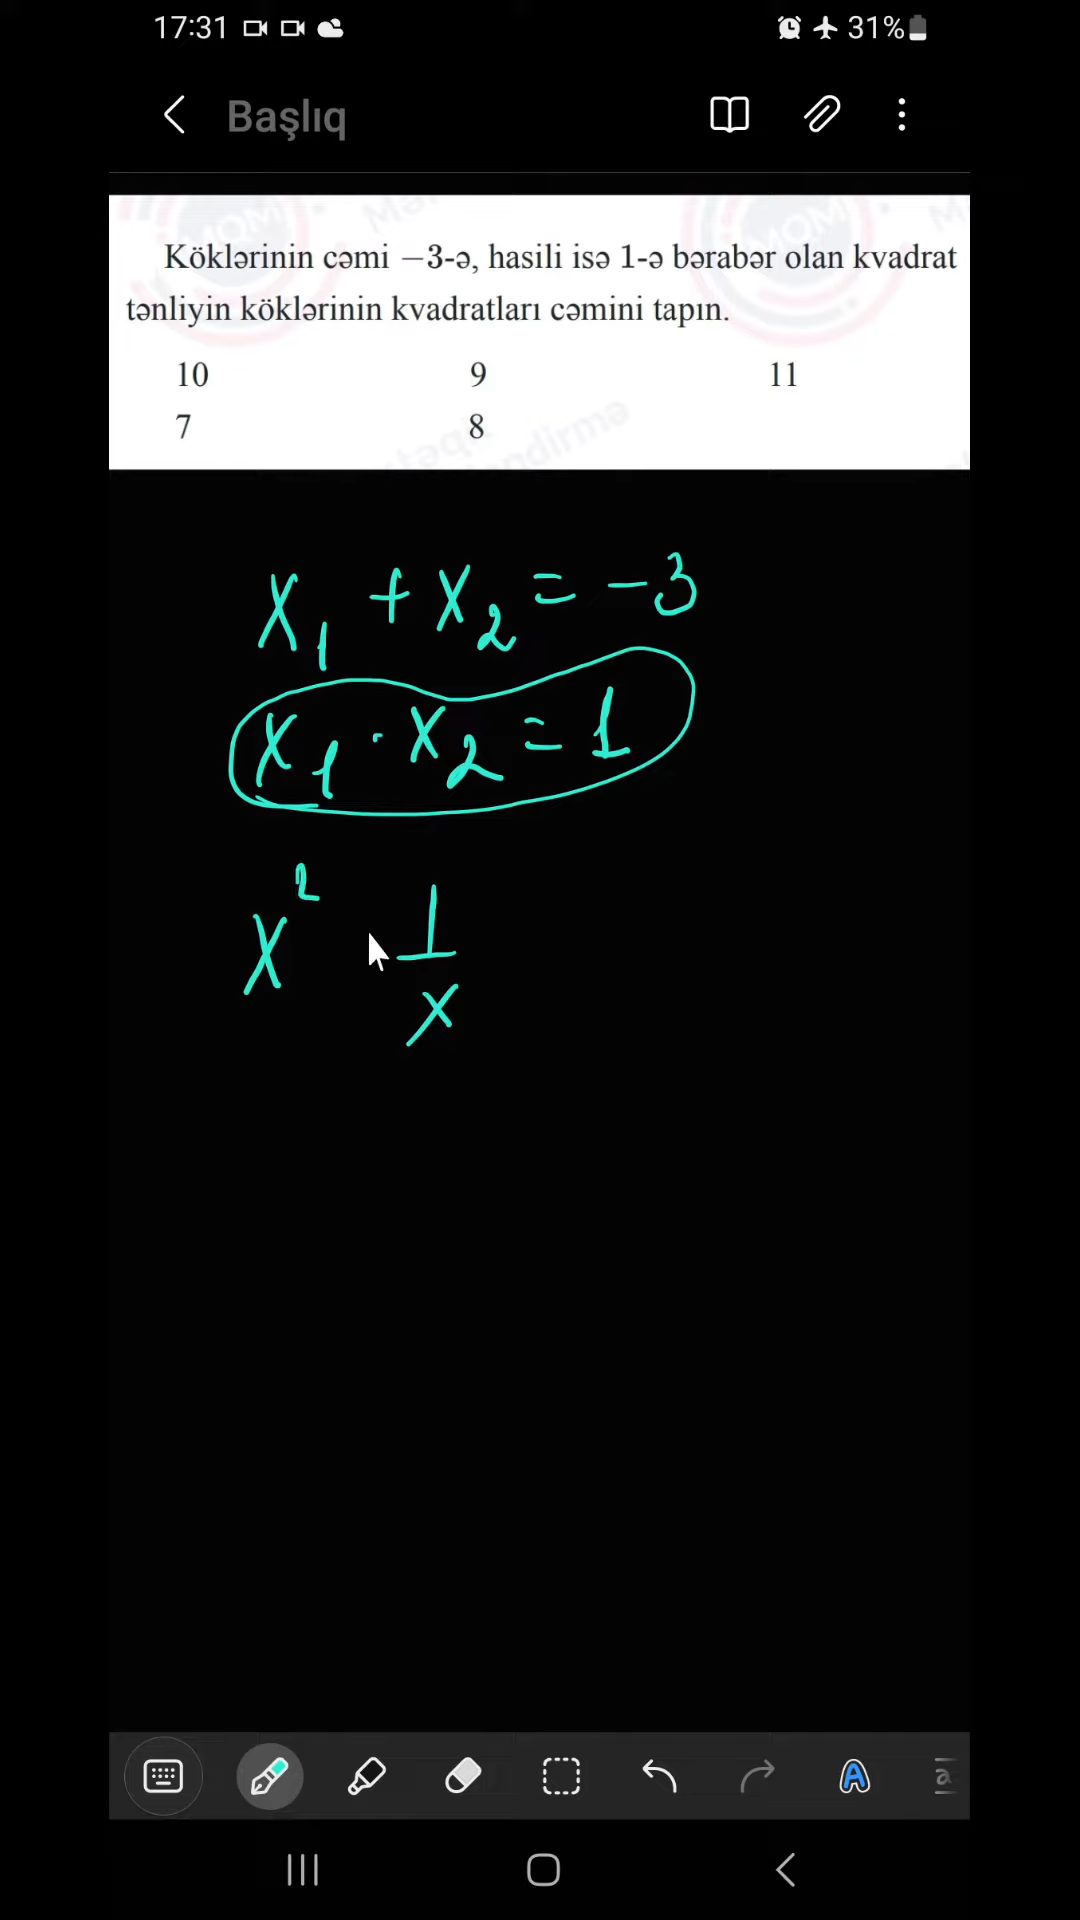 17:31 31%
Başlıq
Köklərinin cəmi −3-ə, hasili isə 1-ə bərabər olan kvadrat
tənliyin köklərinin kvadratları cəmini tapın.
10 9 11
7 8
x₁ + x₂ = −3
x₁ · x₂ = 1
x² 1/x
A a